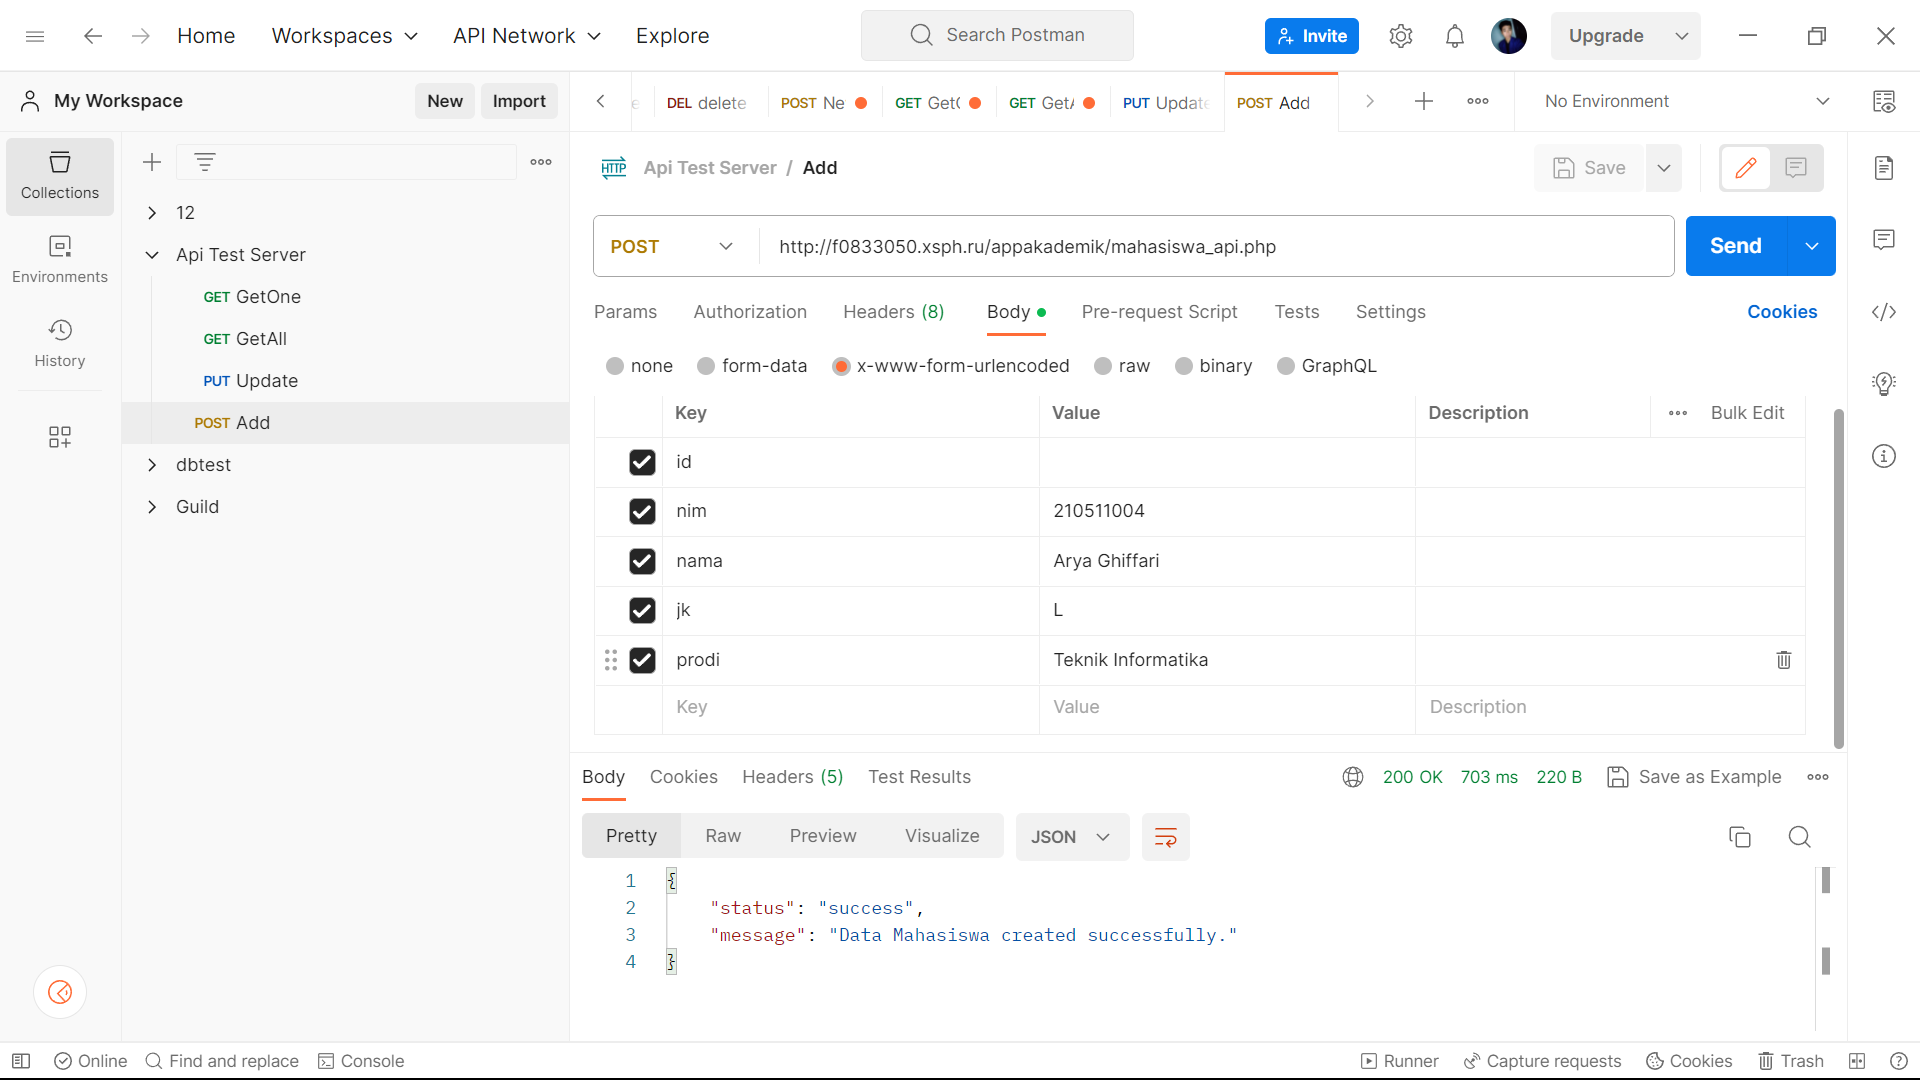 Home Workspaces API Network Explore Search Postman Invite Upgrade
My Workspace New Import DEL delete POST Ne GET Get GET Get PUT Update POST Add No Environment
Collections
Environments
History
12
Api Test Server
GET GetOne
GET GetAll
PUT Update
POST Add
dbtest
Guild
HTTP Api Test Server / Add Save
POST http://f0833050.xsph.ru/appakademik/mahasiswa_api.php Send
Params Authorization Headers (8) Body Pre-request Script Tests Settings Cookies
none form-data x-www-form-urlencoded raw binary GraphQL
Key Value Description Bulk Edit
id
nim 210511004
nama Arya Ghiffari
jk L
prodi Teknik Informatika
Key Value Description
Body Cookies Headers (5) Test Results 200 OK 703 ms 220 B Save as Example
Pretty Raw Preview Visualize JSON
1 {
2 "status": "success",
3 "message": "Data Mahasiswa created successfully."
4 }
Online Find and replace Console Runner Capture requests Cookies Trash